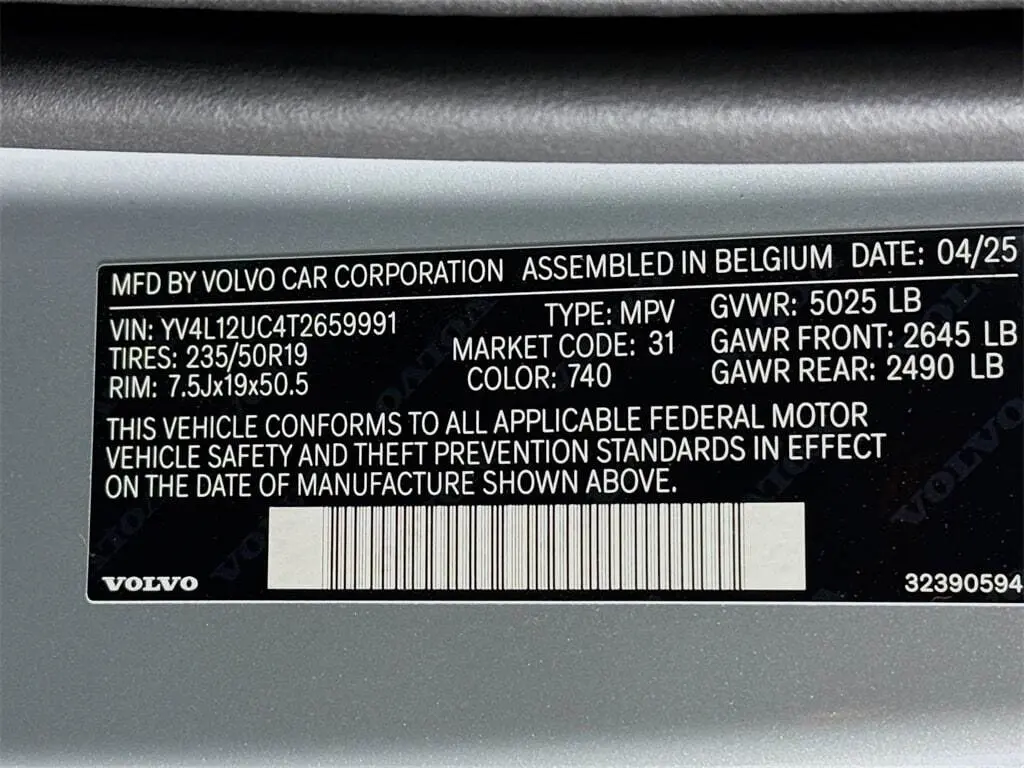 MFD BY VOLVO CAR CORPORATION ASSEMBLED IN BELGIUM DATE: 04/25
VIN: YV4L12UC4T2659991 TYPE: MPV GVWR: 5025 LB
TIRES: 235/50R19 MARKET CODE: 31 GAWR FRONT: 2645 LB
RIM: 7.5Jx19x50.5 COLOR: 740 GAWR REAR: 2490 LB
THIS VEHICLE CONFORMS TO ALL APPLICABLE FEDERAL MOTOR
VEHICLE SAFETY AND THEFT PREVENTION STANDARDS IN EFFECT
ON THE DATE OF MANUFACTURE SHOWN ABOVE.
VOLVO 32390594